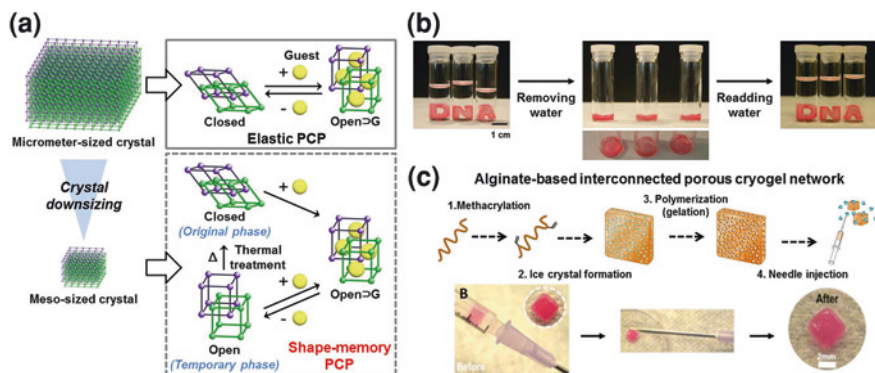 (a)
Micrometer-sized crystal
Crystal
downsizing
Meso-sized crystal
Guest
+
-
Closed
Open⊃G
Elastic PCP
+
Closed
(Original phase)
Thermal
Δ treatment
+
-
Open⊃G
Open
(Temporary phase)
Shape-memory
PCP
(b)
DNA
1 cm
Removing
water
Readding
water
DNA
(c)
Alginate-based interconnected porous cryogel network
1.Methacrylation
2. Ice crystal formation
3. Polymerization
(gelation)
4. Needle injection
B
Before
After
2mm